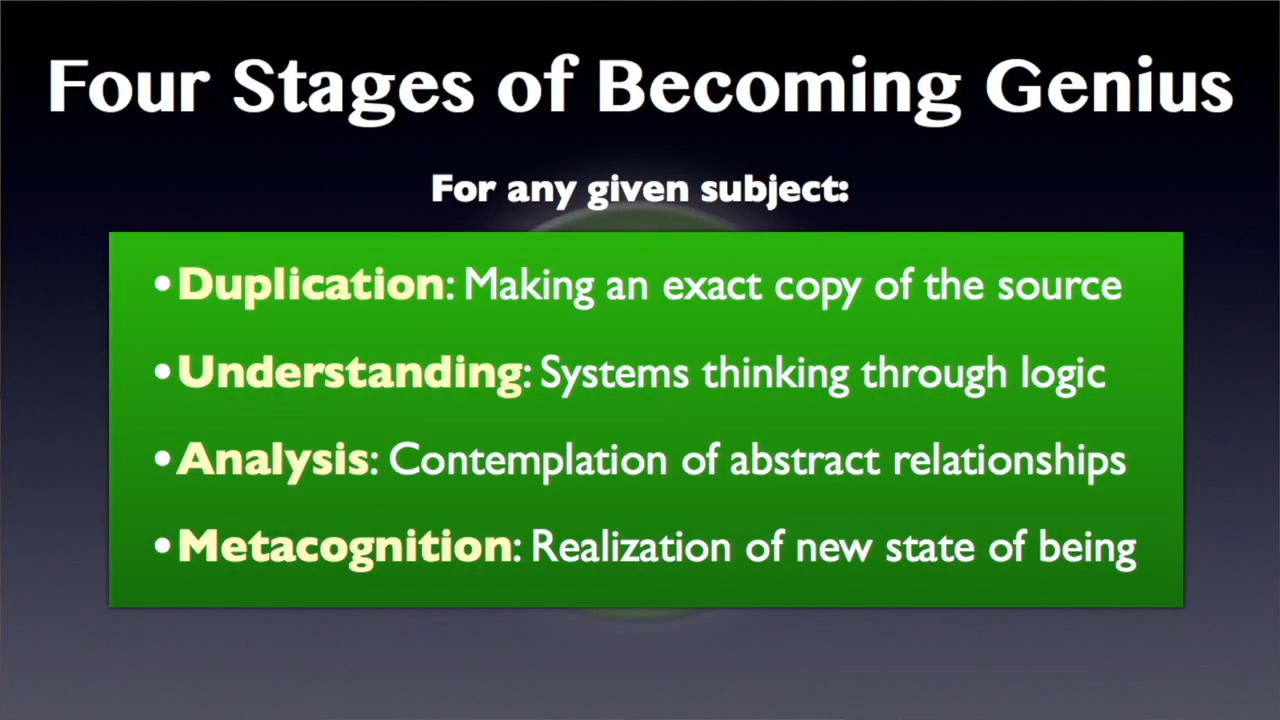 Four Stages of Becoming Genius
For any given subject:
•Duplication: Making an exact copy of the source
•Understanding: Systems thinking through logic
•Analysis: Contemplation of abstract relationships
•Metacognition: Realization of new state of being